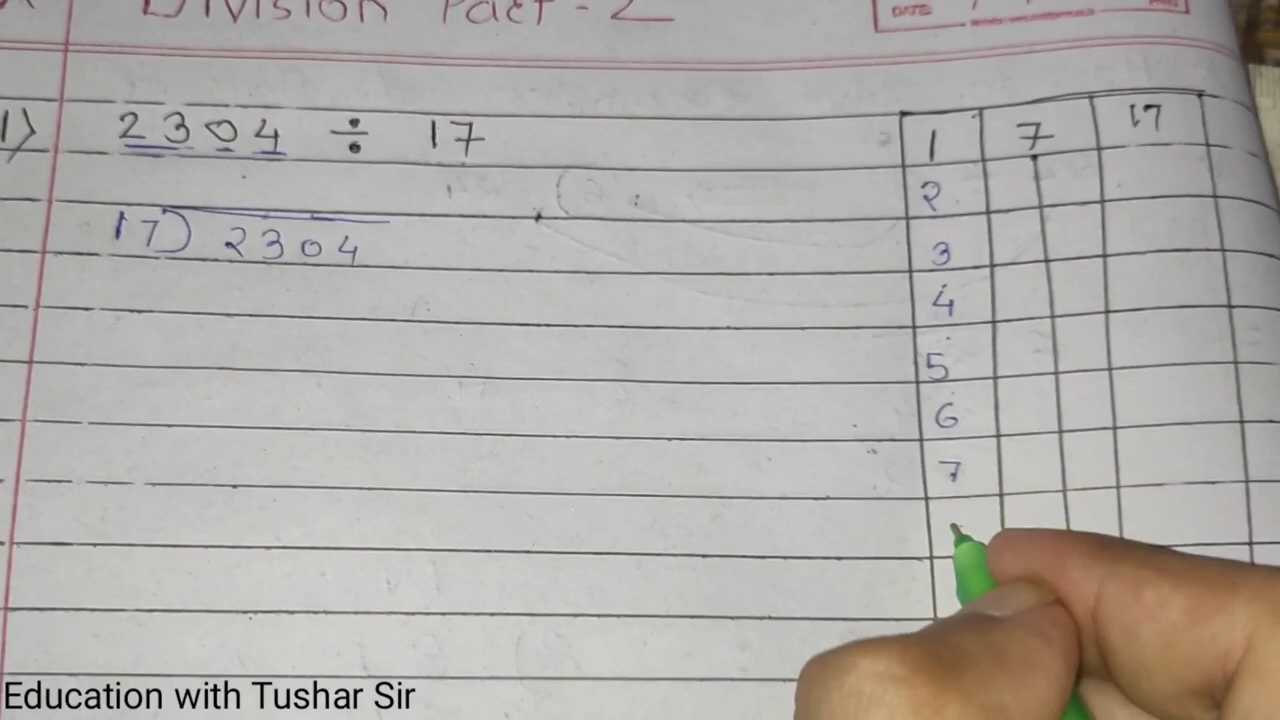 Division Part - 2
DATE
1) 2304 ÷ 17
17) 2304
1 7 17
2
3
4
5
6
7
Education with Tushar Sir